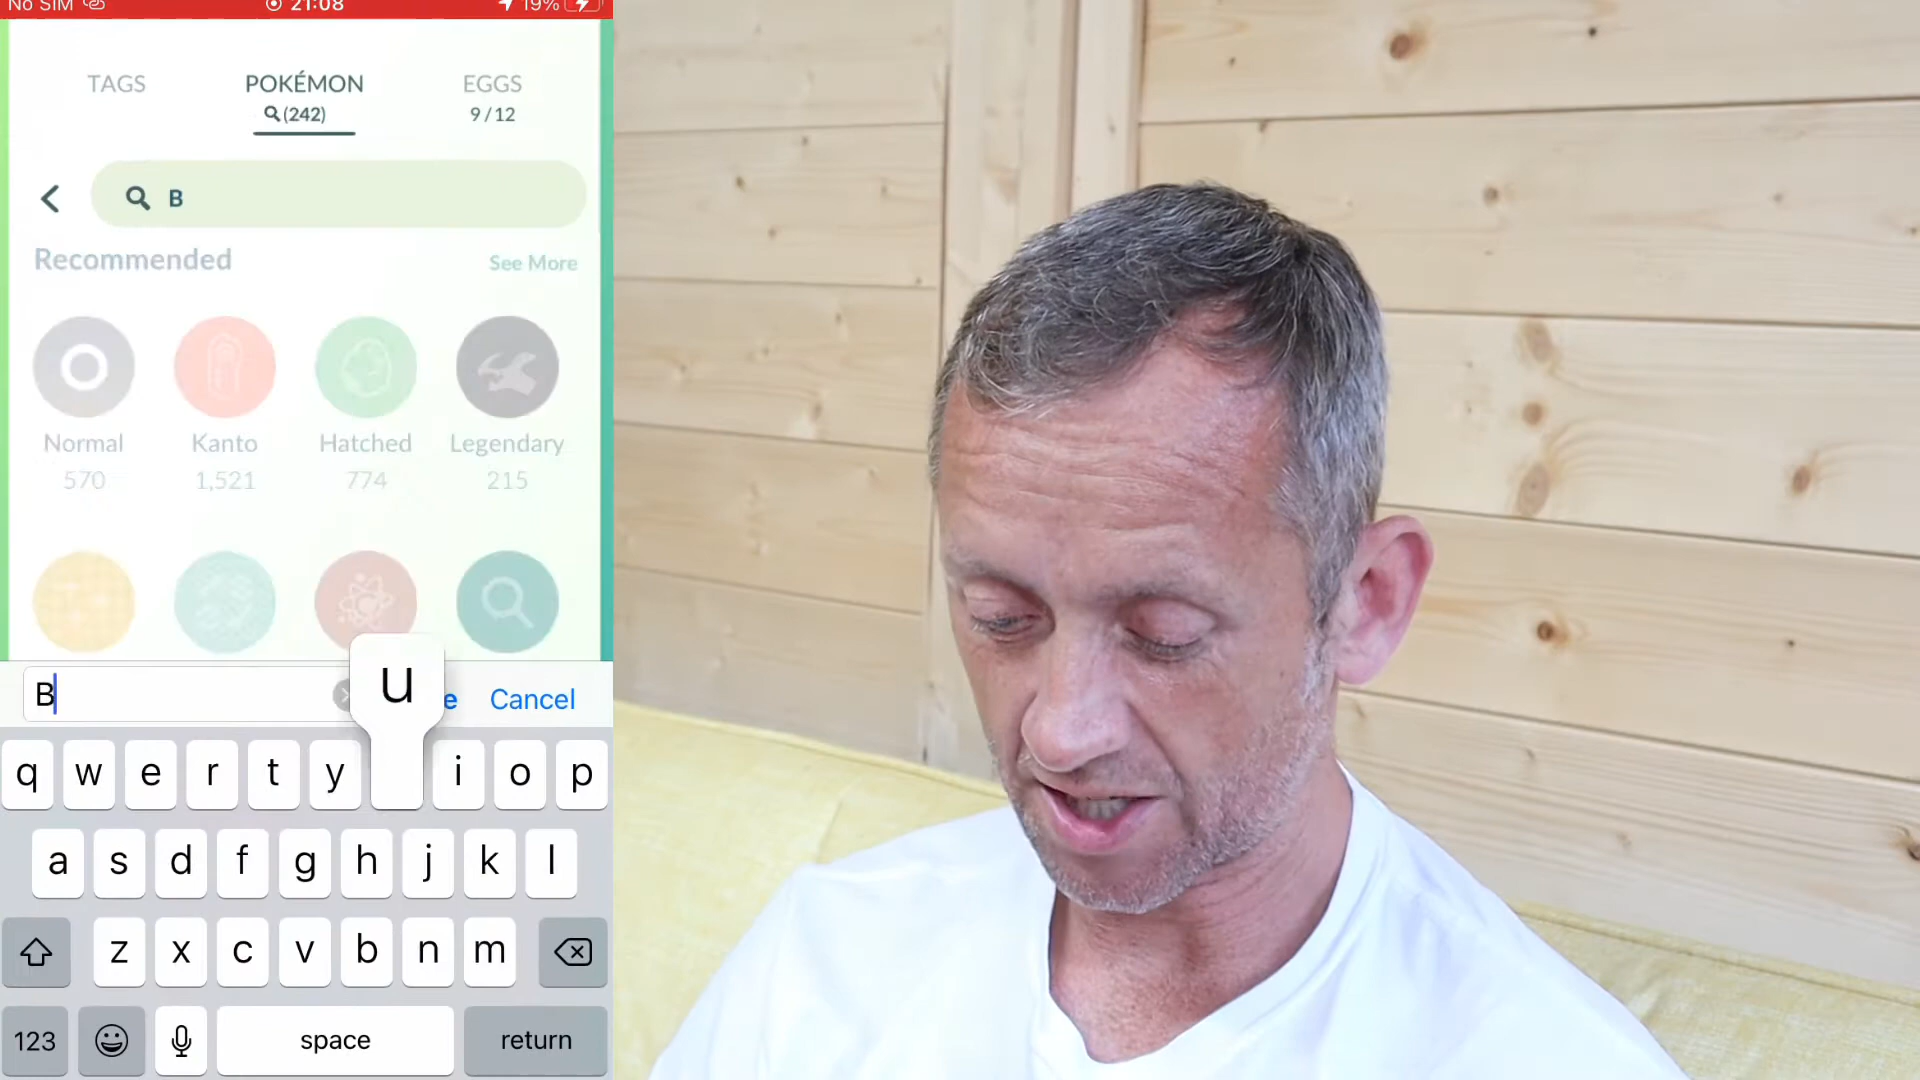 No SIM 21:08 19%
TAGS POKÉMON EGGS
(242) 9 / 12
B
Recommended See More
Normal Kanto Hatched Legendary
570 1,521 774 215
B u e Cancel
q w e r t y i o p
a s d f g h j k l
z x c v b n m
123 space return